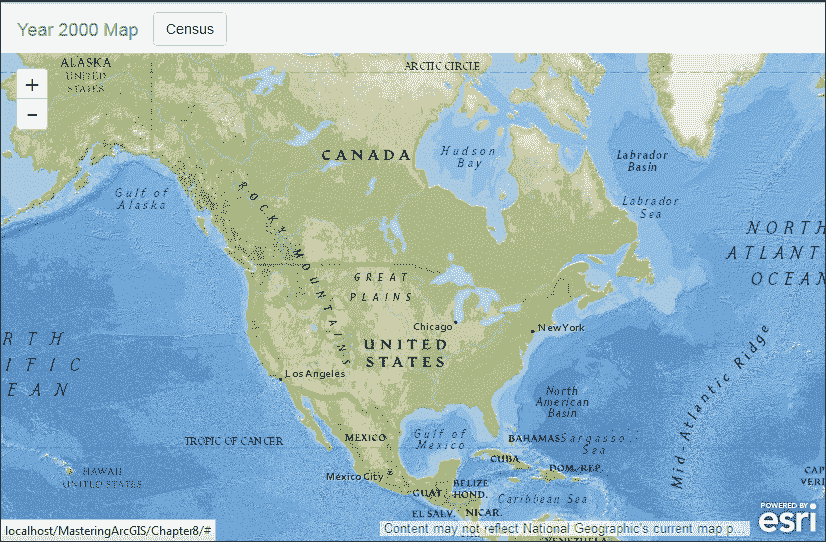 Year 2000 Map Census
ALASKA
UNITED
STATES
ARCTIC CIRCLE
+
−
CANADA
Hudson
Bay
Labrador
Basin
Labrador
Sea
Gulf of
Alaska
ROCKY MOUNTAINS
NORTH
ATLANT
OCEAN
GREAT
PLAINS
Chicago
New York
UNITED
STATES
RTH
IFIC
EAN
Los Angeles
Mid Atlantic Ridge
North
American
Basin
TROPIC OF CANCER
MEXICO
Gulf of
Mexico
BAHAMAS
Sargasso
Sea
CUBA
DOM. REP.
HAWAII
UNITED STATES
México City
BELIZE
GUAT.
HOND.
Caribbean Sea
CAP
VERI
EL SALV.
NICAR.
VENEZUELA
POWERED BY
esri
localhost/MasteringArcGIS/Chapter8/#
Content may not reflect National Geographic's current map p...